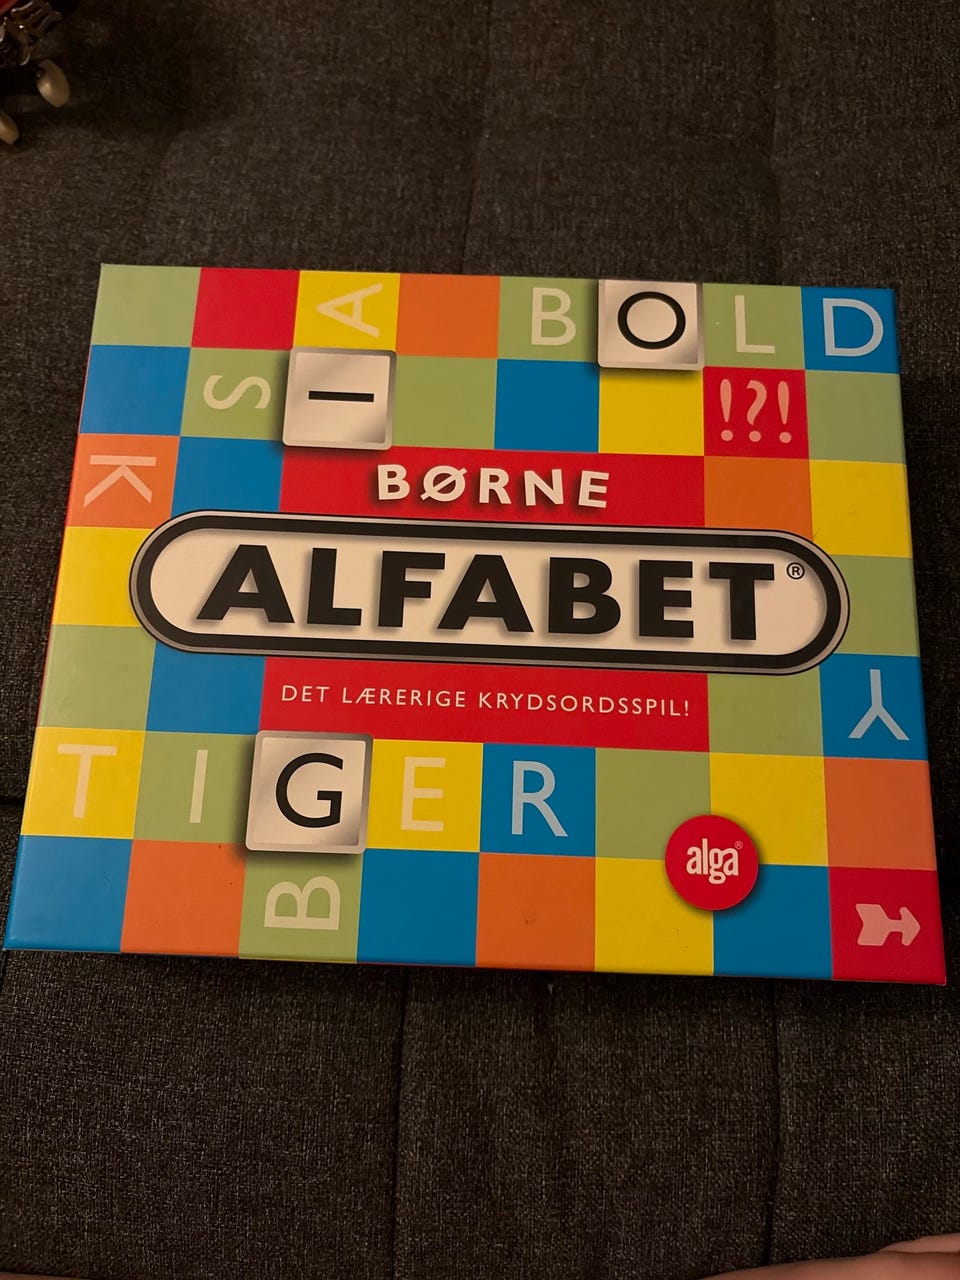 A
BOLD
S
I
!?!
K
BØRNE
ALFABET®
DET LÆRERIGE KRYDSORDSSPIL!
Y
TIGER
alga®
B